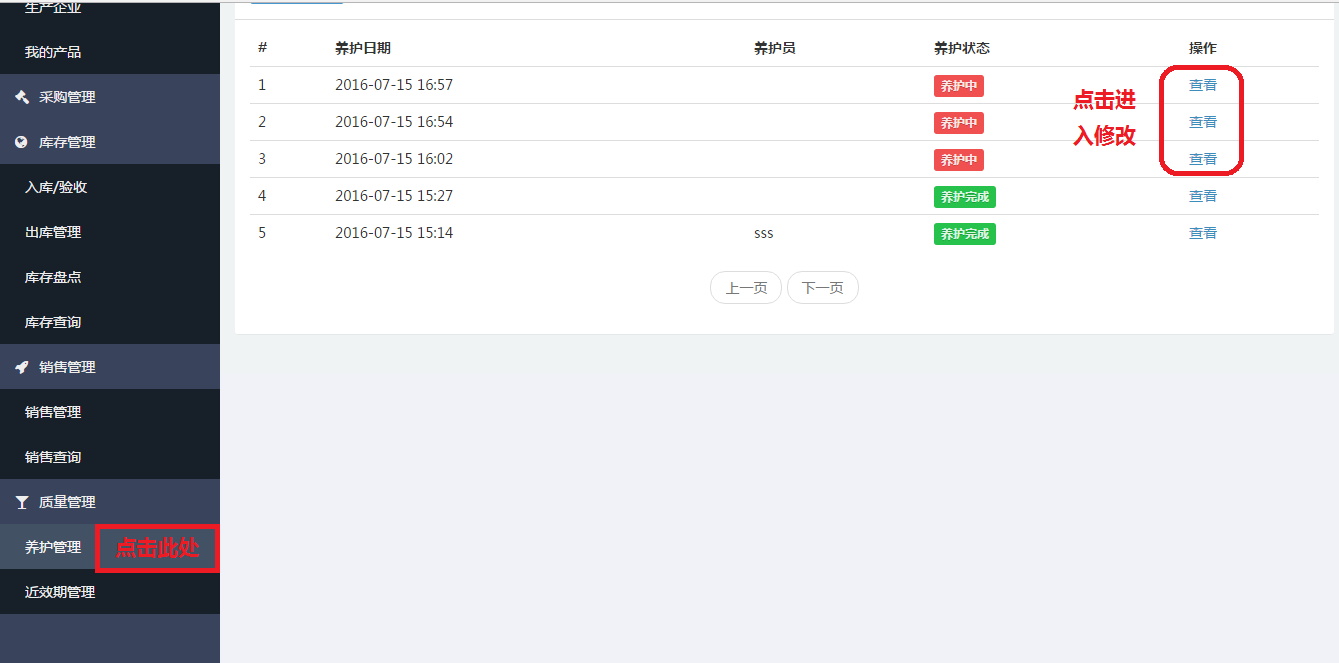 生产企业
我的产品
采购管理
库存管理
入库/验收
出库管理
库存盘点
库存查询
销售管理
销售管理
销售查询
质量管理
养护管理 点击此处
近效期管理
# 养护日期 养护员 养护状态 操作
1 2016-07-15 16:57 养护中 查看
2 2016-07-15 16:54 养护中 查看
3 2016-07-15 16:02 养护中 查看
4 2016-07-15 15:27 养护完成 查看
5 2016-07-15 15:14 sss 养护完成 查看
点击进
入修改
上一页 下一页